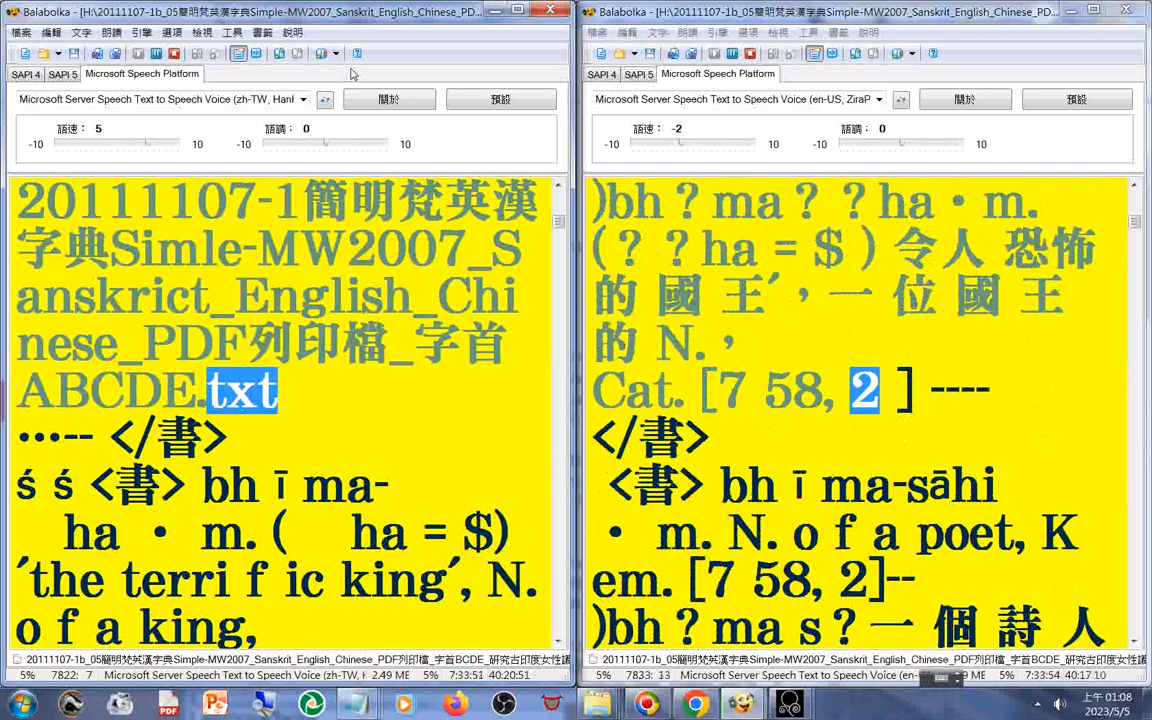 Balabolka - [H:\20111107-1b_05簡明梵英漢字典Simple-MW2007_Sanskrit_English_Chinese_PD...
檔案 編輯 文字 朗讀 引擎 選項 檢視 工具 書籤 說明
SAPI 4 SAPI 5 Microsoft Speech Platform
Microsoft Server Speech Text to Speech Voice (zh-TW, HanH 關於 預設
語速: 5 語調: 0
-10 10 -10 10
20111107-1簡明梵英漢
字典Simle-MW2007_S
anskrict_English_Chi
nese_PDF列印檔_字首
ABCDE.txt
…-- </書>
ś ś <書> bh ī ma-
ha • m. ( ha = $)
´the terri f ic king´, N.
o f a king,
20111107-1b_05簡明梵英漢字典Simple-MW2007_Sanskrit_English_Chinese_PDF列印檔_字首BCDE_研究古印度女性議
5% 7822: 7 Microsoft Server Speech Text to Speech Voice (zh-TW, H 2.49 MB 5% 7:33:51 40:20:51
Balabolka - [H:\20111107-1b_05簡明梵英漢字典Simple-MW2007_Sanskrit_English_Chinese_PD...
檔案 編輯 文字 朗讀 引擎 選項 檢視 工具 書籤 說明
SAPI 4 SAPI 5 Microsoft Speech Platform
Microsoft Server Speech Text to Speech Voice (en-US, ZiraP 關於 預設
語速: -2 語調: 0
-10 10 -10 10
)bh ? ma ? ? ha • m.
( ? ? ha = $ ) 令人 恐怖
的 國 王´，一 位 國 王
的 N.，
Cat. [7 58, 2 ] ----
</書>
<書> bh ī ma-sāhi
• m. N. o f a poet, K
em. [7 58, 2]--
)bh ? ma s ? 一 個 詩 人
20111107-1b_05簡明梵英漢字典Simple-MW2007_Sanskrit_English_Chinese_PDF列印檔_字首BCDE_研究古印度女性議
5% 7833: 13 Microsoft Server Speech Text to Speech Voice (en-US, 9 MB 5% 7:33:54 40:17:10
上午 01:08
2023/5/5